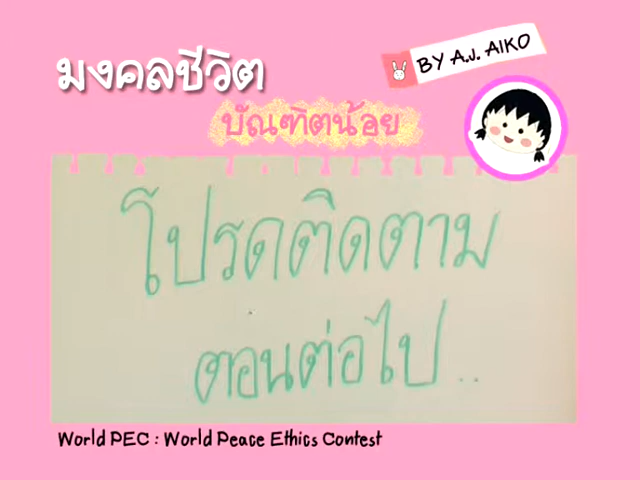 มงคลชีวิต
BY A.J. AIKO
บัณฑิตน้อย
โปรดติดตาม
ตอนต่อไป..
World PEC : World Peace Ethics Contest